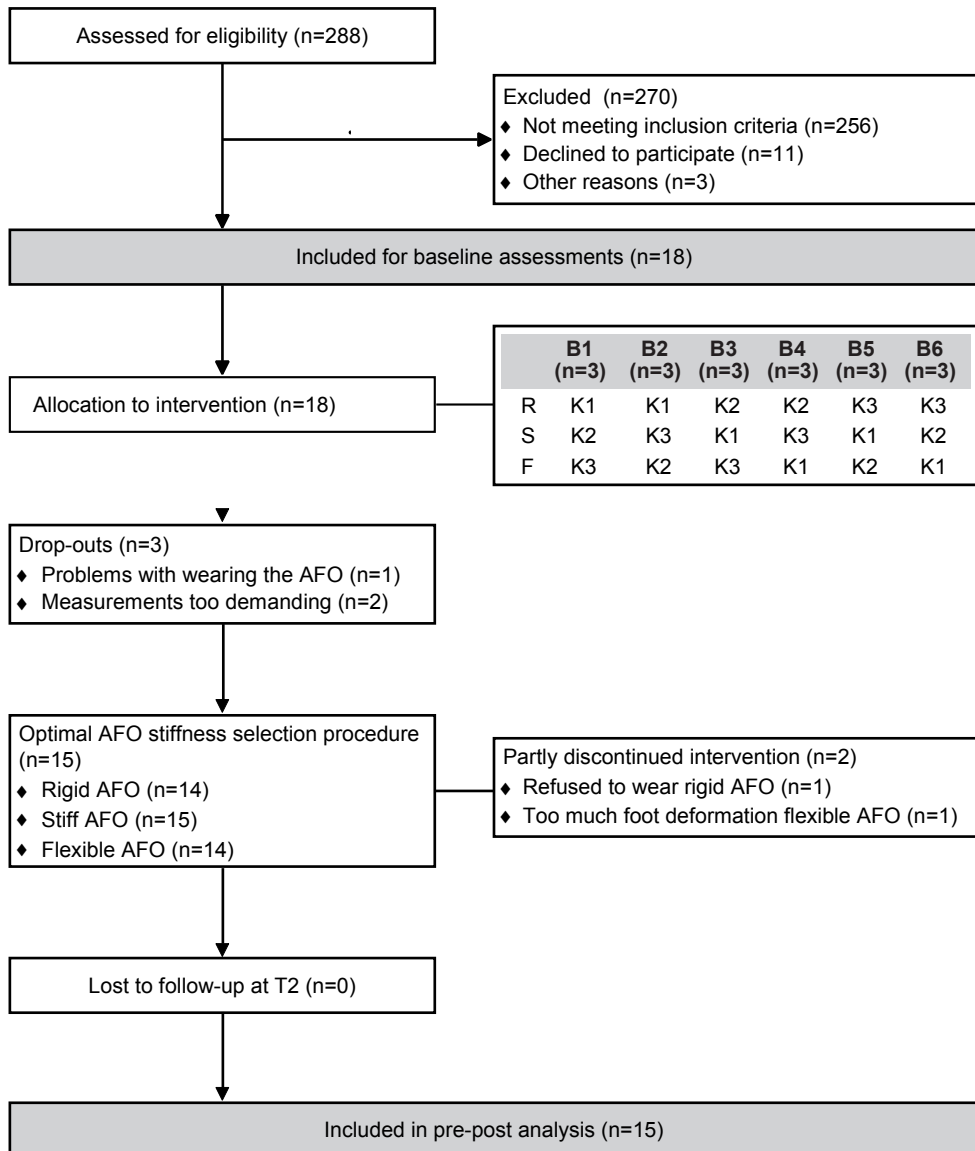 Assessed for eligibility (n=288)
Excluded (n=270)
♦ Not meeting inclusion criteria (n=256)
♦ Declined to participate (n=11)
♦ Other reasons (n=3)
Included for baseline assessments (n=18)
Allocation to intervention (n=18)
B1 B2 B3 B4 B5 B6
(n=3) (n=3) (n=3) (n=3) (n=3) (n=3)
R K1 K1 K2 K2 K3 K3
S K2 K3 K1 K3 K1 K2
F K3 K2 K3 K1 K2 K1
Drop-outs (n=3)
♦ Problems with wearing the AFO (n=1)
♦ Measurements too demanding (n=2)
Optimal AFO stiffness selection procedure
(n=15)
♦ Rigid AFO (n=14)
♦ Stiff AFO (n=15)
♦ Flexible AFO (n=14)
Partly discontinued intervention (n=2)
♦ Refused to wear rigid AFO (n=1)
♦ Too much foot deformation flexible AFO (n=1)
Lost to follow-up at T2 (n=0)
Included in pre-post analysis (n=15)